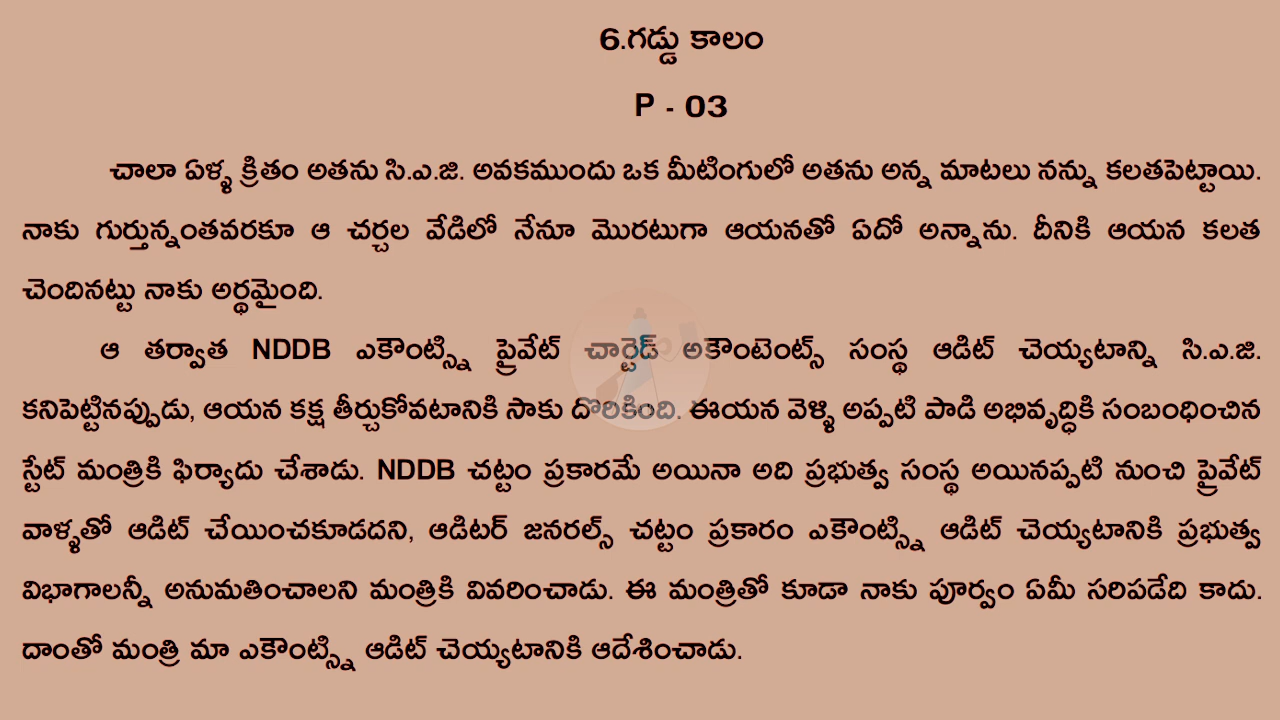 6.గడ్డు కాలం
P - 03
చాలా ఏళ్ళ క్రితం అతను సి.ఎ.జి. అవకముందు ఒక మీటింగులో అతను అన్న మాటలు నన్ను కలతపెట్టాయి.
నాకు గుర్తున్నంతవరకూ ఆ చర్చల వేడిలో నేనూ మొరటుగా ఆయనతో ఏదో అన్నాను. దీనికి ఆయన కలత
చెందినట్టు నాకు అర్థమైంది.
ఆ తర్వాత NDDB ఎకౌంట్స్ని ప్రైవేట్ చార్టెడ్ అకౌంటెంట్స్ సంస్థ ఆడిట్ చెయ్యటాన్ని సి.ఎ.జి.
కనిపెట్టినప్పుడు, ఆయన కక్ష తీర్చుకోవటానికి సాకు దొరికింది. ఈయన వెళ్ళి అప్పటి పాడి అభివృద్ధికి సంబంధించిన
స్టేట్ మంత్రికి ఫిర్యాదు చేశాడు. NDDB చట్టం ప్రకారమే అయినా అది ప్రభుత్వ సంస్థ అయినప్పటి నుంచి ప్రైవేట్
వాళ్ళతో ఆడిట్ చేయించకూడదని, ఆడిటర్ జనరల్స్ చట్టం ప్రకారం ఎకౌంట్స్ని ఆడిట్ చెయ్యటానికి ప్రభుత్వ
విభాగాలన్నీ అనుమతించాలని మంత్రికి వివరించాడు. ఈ మంత్రితో కూడా నాకు పూర్వం ఏమీ సరిపడేది కాదు.
దాంతో మంత్రి మా ఎకౌంట్స్ని ఆడిట్ చెయ్యటానికి ఆదేశించాడు.